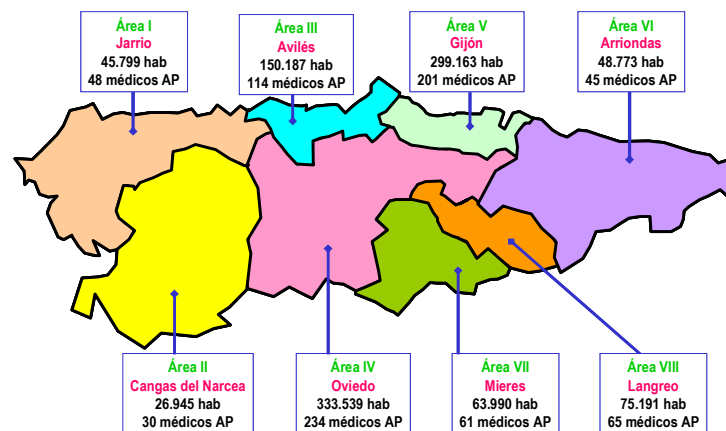 Área I
Jarrio
45.799 hab
48 médicos AP
Área III
Avilés
150.187 hab
114 médicos AP
Área V
Gijón
299.163 hab
201 médicos AP
Área VI
Arriondas
48.773 hab
45 médicos AP
Área II
Cangas del Narcea
26.945 hab
30 médicos AP
Área IV
Oviedo
333.539 hab
234 médicos AP
Área VII
Mieres
63.990 hab
61 médicos AP
Área VIII
Langreo
75.191 hab
65 médicos AP